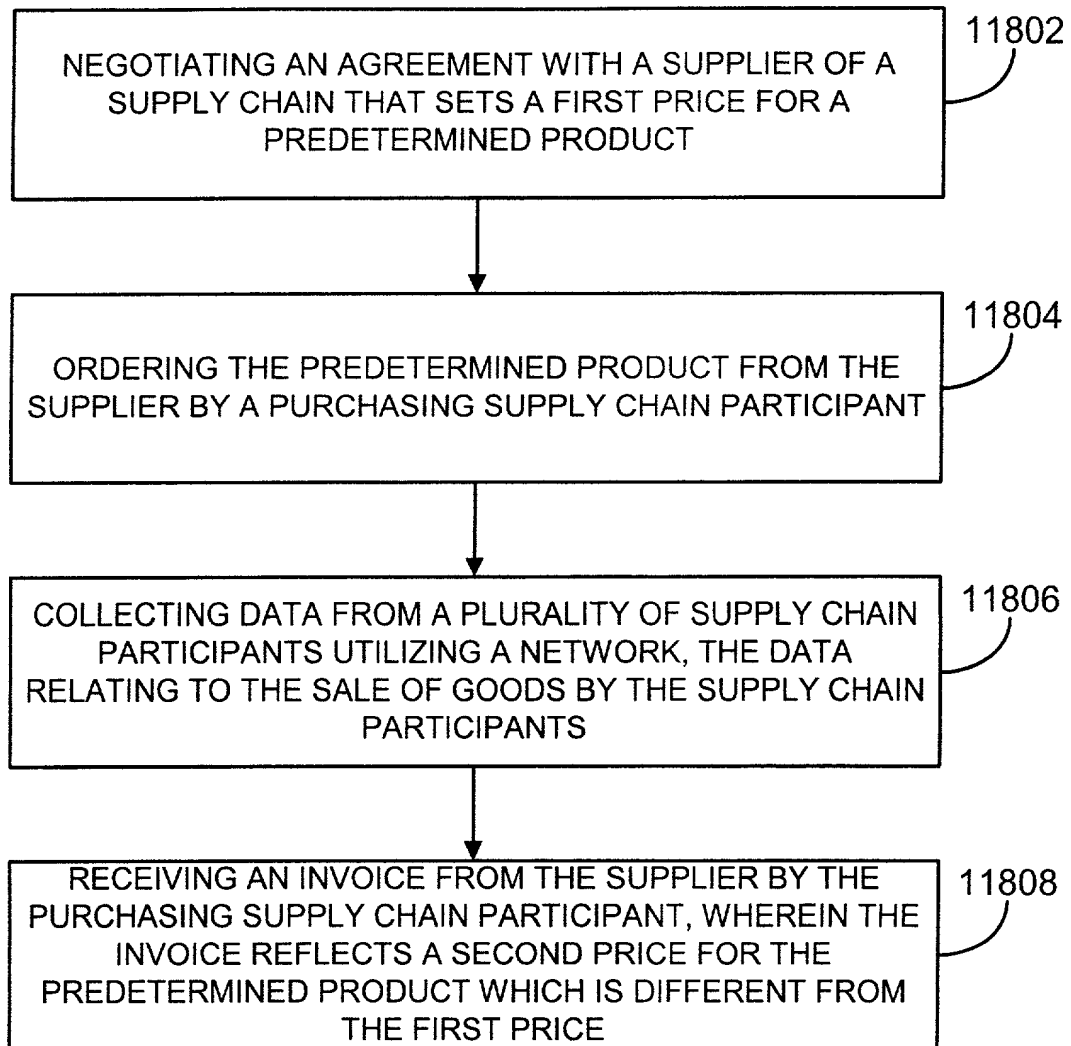 11802
NEGOTIATING AN AGREEMENT WITH A SUPPLIER OF A
SUPPLY CHAIN THAT SETS A FIRST PRICE FOR A
PREDETERMINED PRODUCT
11804
ORDERING THE PREDETERMINED PRODUCT FROM THE
SUPPLIER BY A PURCHASING SUPPLY CHAIN PARTICIPANT
11806
COLLECTING DATA FROM A PLURALITY OF SUPPLY CHAIN
PARTICIPANTS UTILIZING A NETWORK, THE DATA
RELATING TO THE SALE OF GOODS BY THE SUPPLY CHAIN
PARTICIPANTS
11808
RECEIVING AN INVOICE FROM THE SUPPLIER BY THE
PURCHASING SUPPLY CHAIN PARTICIPANT, WHEREIN THE
INVOICE REFLECTS A SECOND PRICE FOR THE
PREDETERMINED PRODUCT WHICH IS DIFFERENT FROM
THE FIRST PRICE